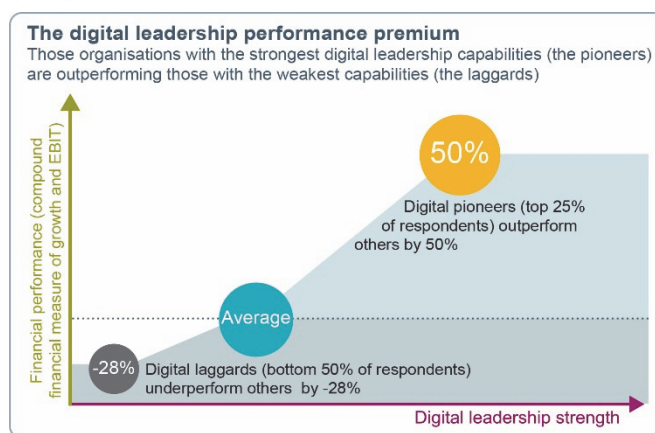 The digital leadership performance premium
Those organisations with the strongest digital leadership capabilities (the pioneers)
are outperforming those with the weakest capabilities (the laggards)
Financial performance (compound
financial measure of growth and EBIT)
50%
Digital pioneers (top 25%
of respondents) outperform
others by 50%
Average
-28%
Digital laggards (bottom 50% of respondents)
underperform others by -28%
Digital leadership strength